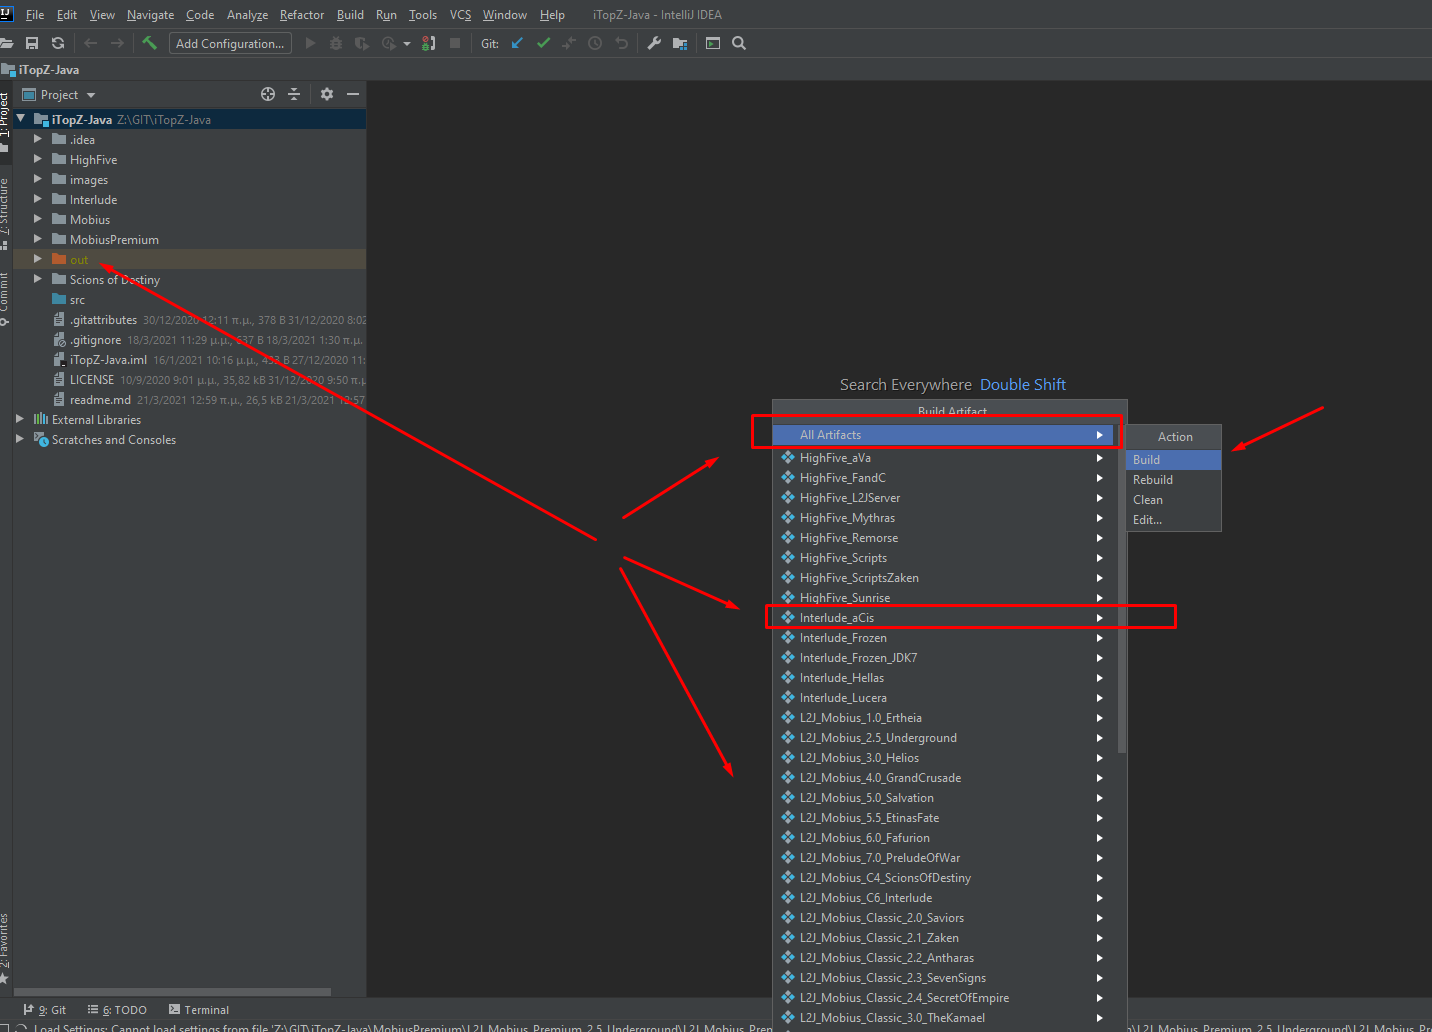 IJ File Edit View Navigate Code Analyze Refactor Build Run Tools VCS Window Help iTopZ-Java - IntelliJ IDEA
Add Configuration... Git:
iTopZ-Java
Project
1: Project
7: Structure
Commit
2: Favorites
iTopZ-Java Z:\GIT\iTopZ-Java
.idea
HighFive
images
Interlude
Mobius
MobiusPremium
out
Scions of Destiny
src
.gitattributes 30/12/2020 12:11 π.μ., 378 B 31/12/2020 8:02
.gitignore 18/3/2021 11:29 μ.μ., 637 B 18/3/2021 1:30 π.μ.
iTopZ-Java.iml 16/1/2021 10:16 μ.μ., 433 B 27/12/2020 11:
LICENSE 10/9/2020 9:01 μ.μ., 35,82 kB 31/12/2020 9:50 π.μ
readme.md 21/3/2021 12:59 π.μ., 26,5 kB 21/3/2021 12:57
External Libraries
Scratches and Consoles
Search Everywhere Double Shift
Build Artifact
All Artifacts
HighFive_aVa
HighFive_FandC
HighFive_L2JServer
HighFive_Mythras
HighFive_Remorse
HighFive_Scripts
HighFive_ScriptsZaken
HighFive_Sunrise
Interlude_aCis
Interlude_Frozen
Interlude_Frozen_JDK7
Interlude_Hellas
Interlude_Lucera
L2J_Mobius_1.0_Ertheia
L2J_Mobius_2.5_Underground
L2J_Mobius_3.0_Helios
L2J_Mobius_4.0_GrandCrusade
L2J_Mobius_5.0_Salvation
L2J_Mobius_5.5_EtinasFate
L2J_Mobius_6.0_Fafurion
L2J_Mobius_7.0_PreludeOfWar
L2J_Mobius_C4_ScionsOfDestiny
L2J_Mobius_C6_Interlude
L2J_Mobius_Classic_2.0_Saviors
L2J_Mobius_Classic_2.1_Zaken
L2J_Mobius_Classic_2.2_Antharas
L2J_Mobius_Classic_2.3_SevenSigns
L2J_Mobius_Classic_2.4_SecretOfEmpire
L2J_Mobius_Classic_3.0_TheKamael
Action
Build
Rebuild
Clean
Edit...
9: Git 6: TODO Terminal
Load Settings: Cannot load settings from file 'Z:\GIT\iTopZ-Java\MobiusPremium\L2J_Mobius_Premium_2.5_Underground\L2J_Mobius_Prem